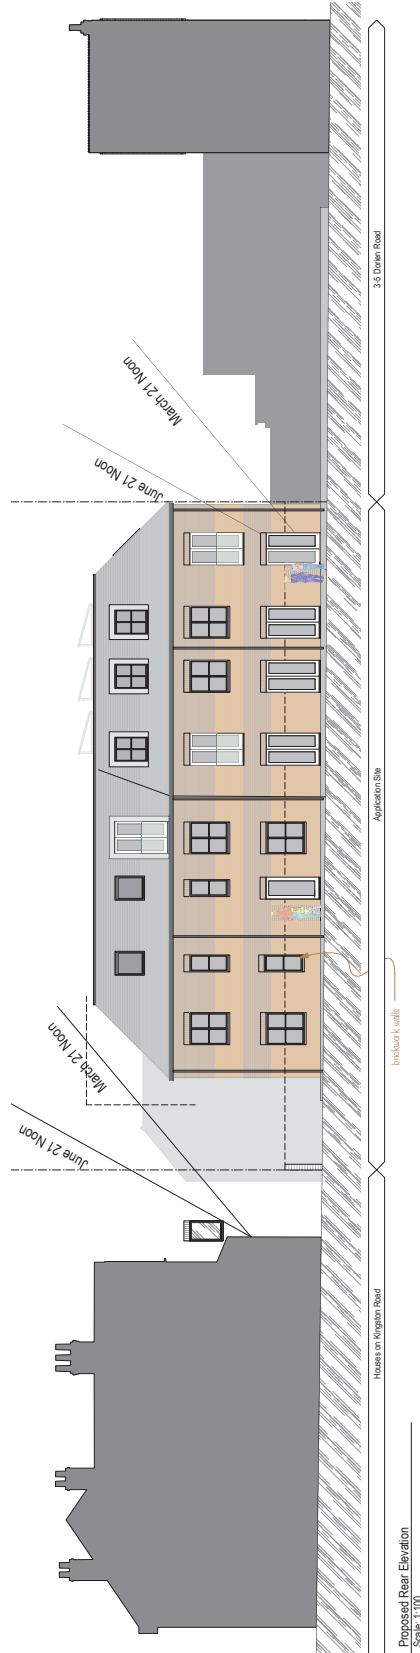 June 21 Noon
March 21 Noon
June 21 Noon
March 21 Noon
brickwork walls
Houses on Kingston Road
Application Site
3-5 Dorien Road
Proposed Rear Elevation
Scale: 1:100